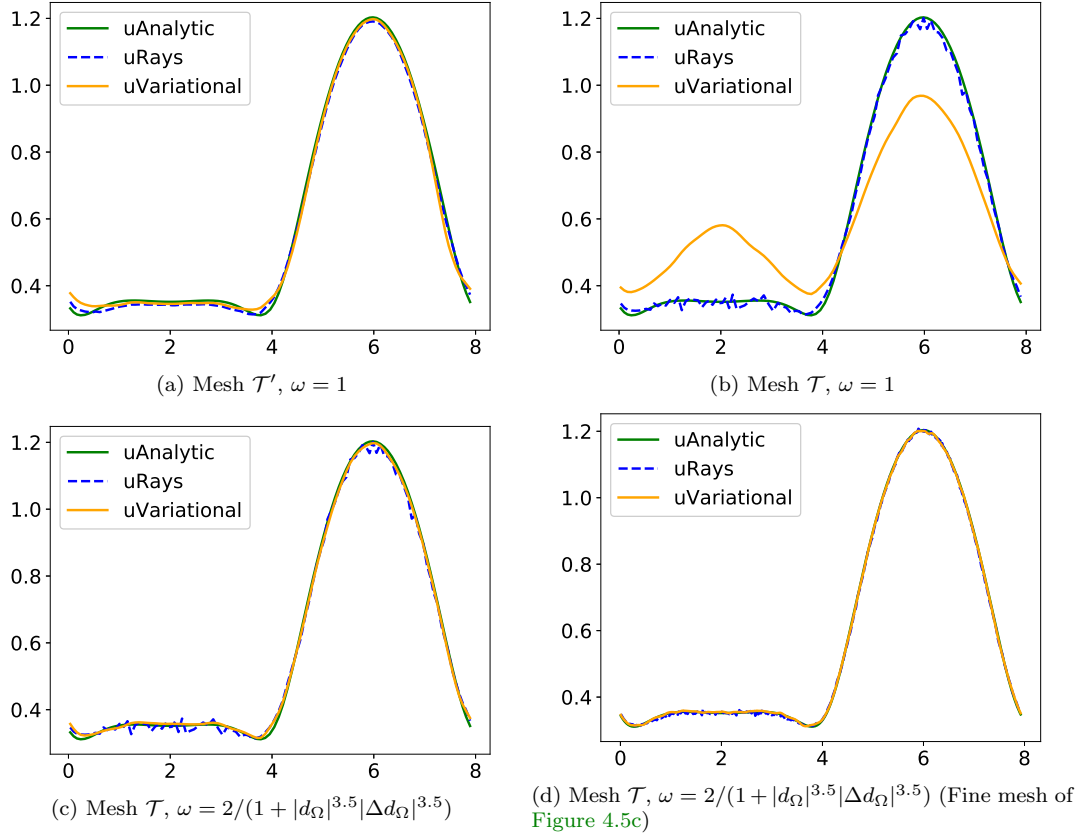 1.2
1.0
0.8
0.6
0.4
0 2 4 6 8
uAnalytic
uRays
uVariational
(a) Mesh 𝒯′, ω = 1
1.2
1.0
0.8
0.6
0.4
0 2 4 6 8
uAnalytic
uRays
uVariational
(b) Mesh 𝒯, ω = 1
1.2
1.0
0.8
0.6
0.4
0 2 4 6 8
uAnalytic
uRays
uVariational
(c) Mesh 𝒯, ω = 2/(1 + |d_Ω|^{3.5}|Δd_Ω|^{3.5})
1.2
1.0
0.8
0.6
0.4
0 2 4 6 8
uAnalytic
uRays
uVariational
(d) Mesh 𝒯, ω = 2/(1 + |d_Ω|^{3.5}|Δd_Ω|^{3.5}) (Fine mesh of
Figure 4.5c)